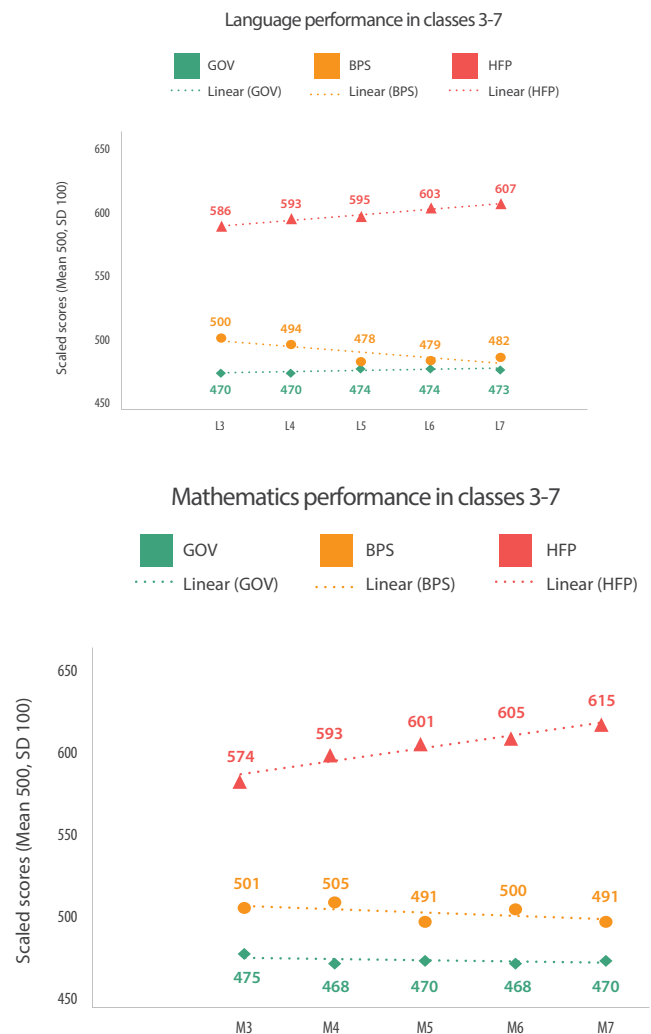 Language performance in classes 3-7
GOV BPS HFP
Linear (GOV) Linear (BPS) Linear (HFP)
Scaled scores (Mean 500, SD 100)
650
600
550
500
450
586 593 595 603 607
500 494 478 479 482
470 470 474 474 473
L3 L4 L5 L6 L7
Mathematics performance in classes 3-7
GOV BPS HFP
Linear (GOV) Linear (BPS) Linear (HFP)
Scaled scores (Mean 500, SD 100)
650
600
550
500
450
574 593 601 605 615
501 505 491 500 491
475 468 470 468 470
M3 M4 M5 M6 M7